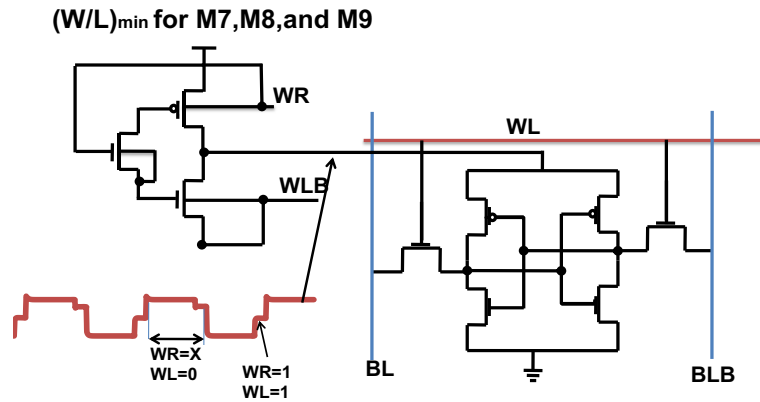 (W/L)min for M7,M8,and M9
WR
WL
WLB
WR=X
WL=0
WR=1
WL=1
BL
BLB